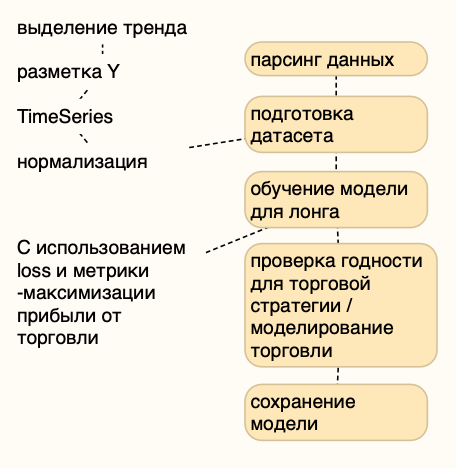 выделение тренда
разметка Y
TimeSeries
нормализация
С использованием
loss и метрики
-максимизации
прибыли от
торговли
парсинг данных
подготовка
датасета
обучение модели
для лонга
проверка годности
для торговой
стратегии /
моделирование
торговли
сохранение
модели